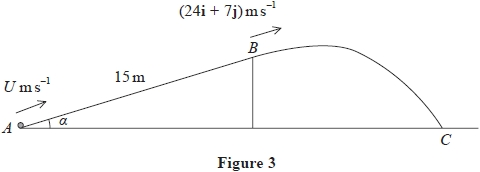 (24i + 7j) m s⁻¹
B
15 m
U m s⁻¹
A
α
C
Figure 3